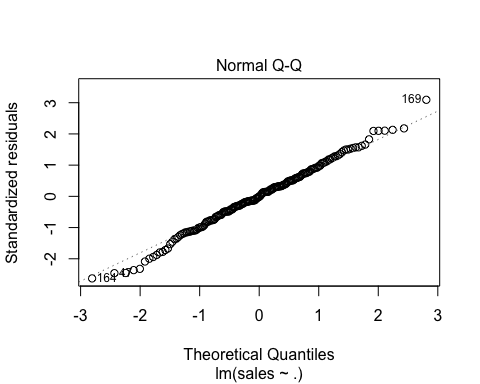 Normal Q-Q
Standardized residuals
3
2
1
0
-1
-2
169
164
-3 -2 -1 0 1 2 3
Theoretical Quantiles
lm(sales ~ .)